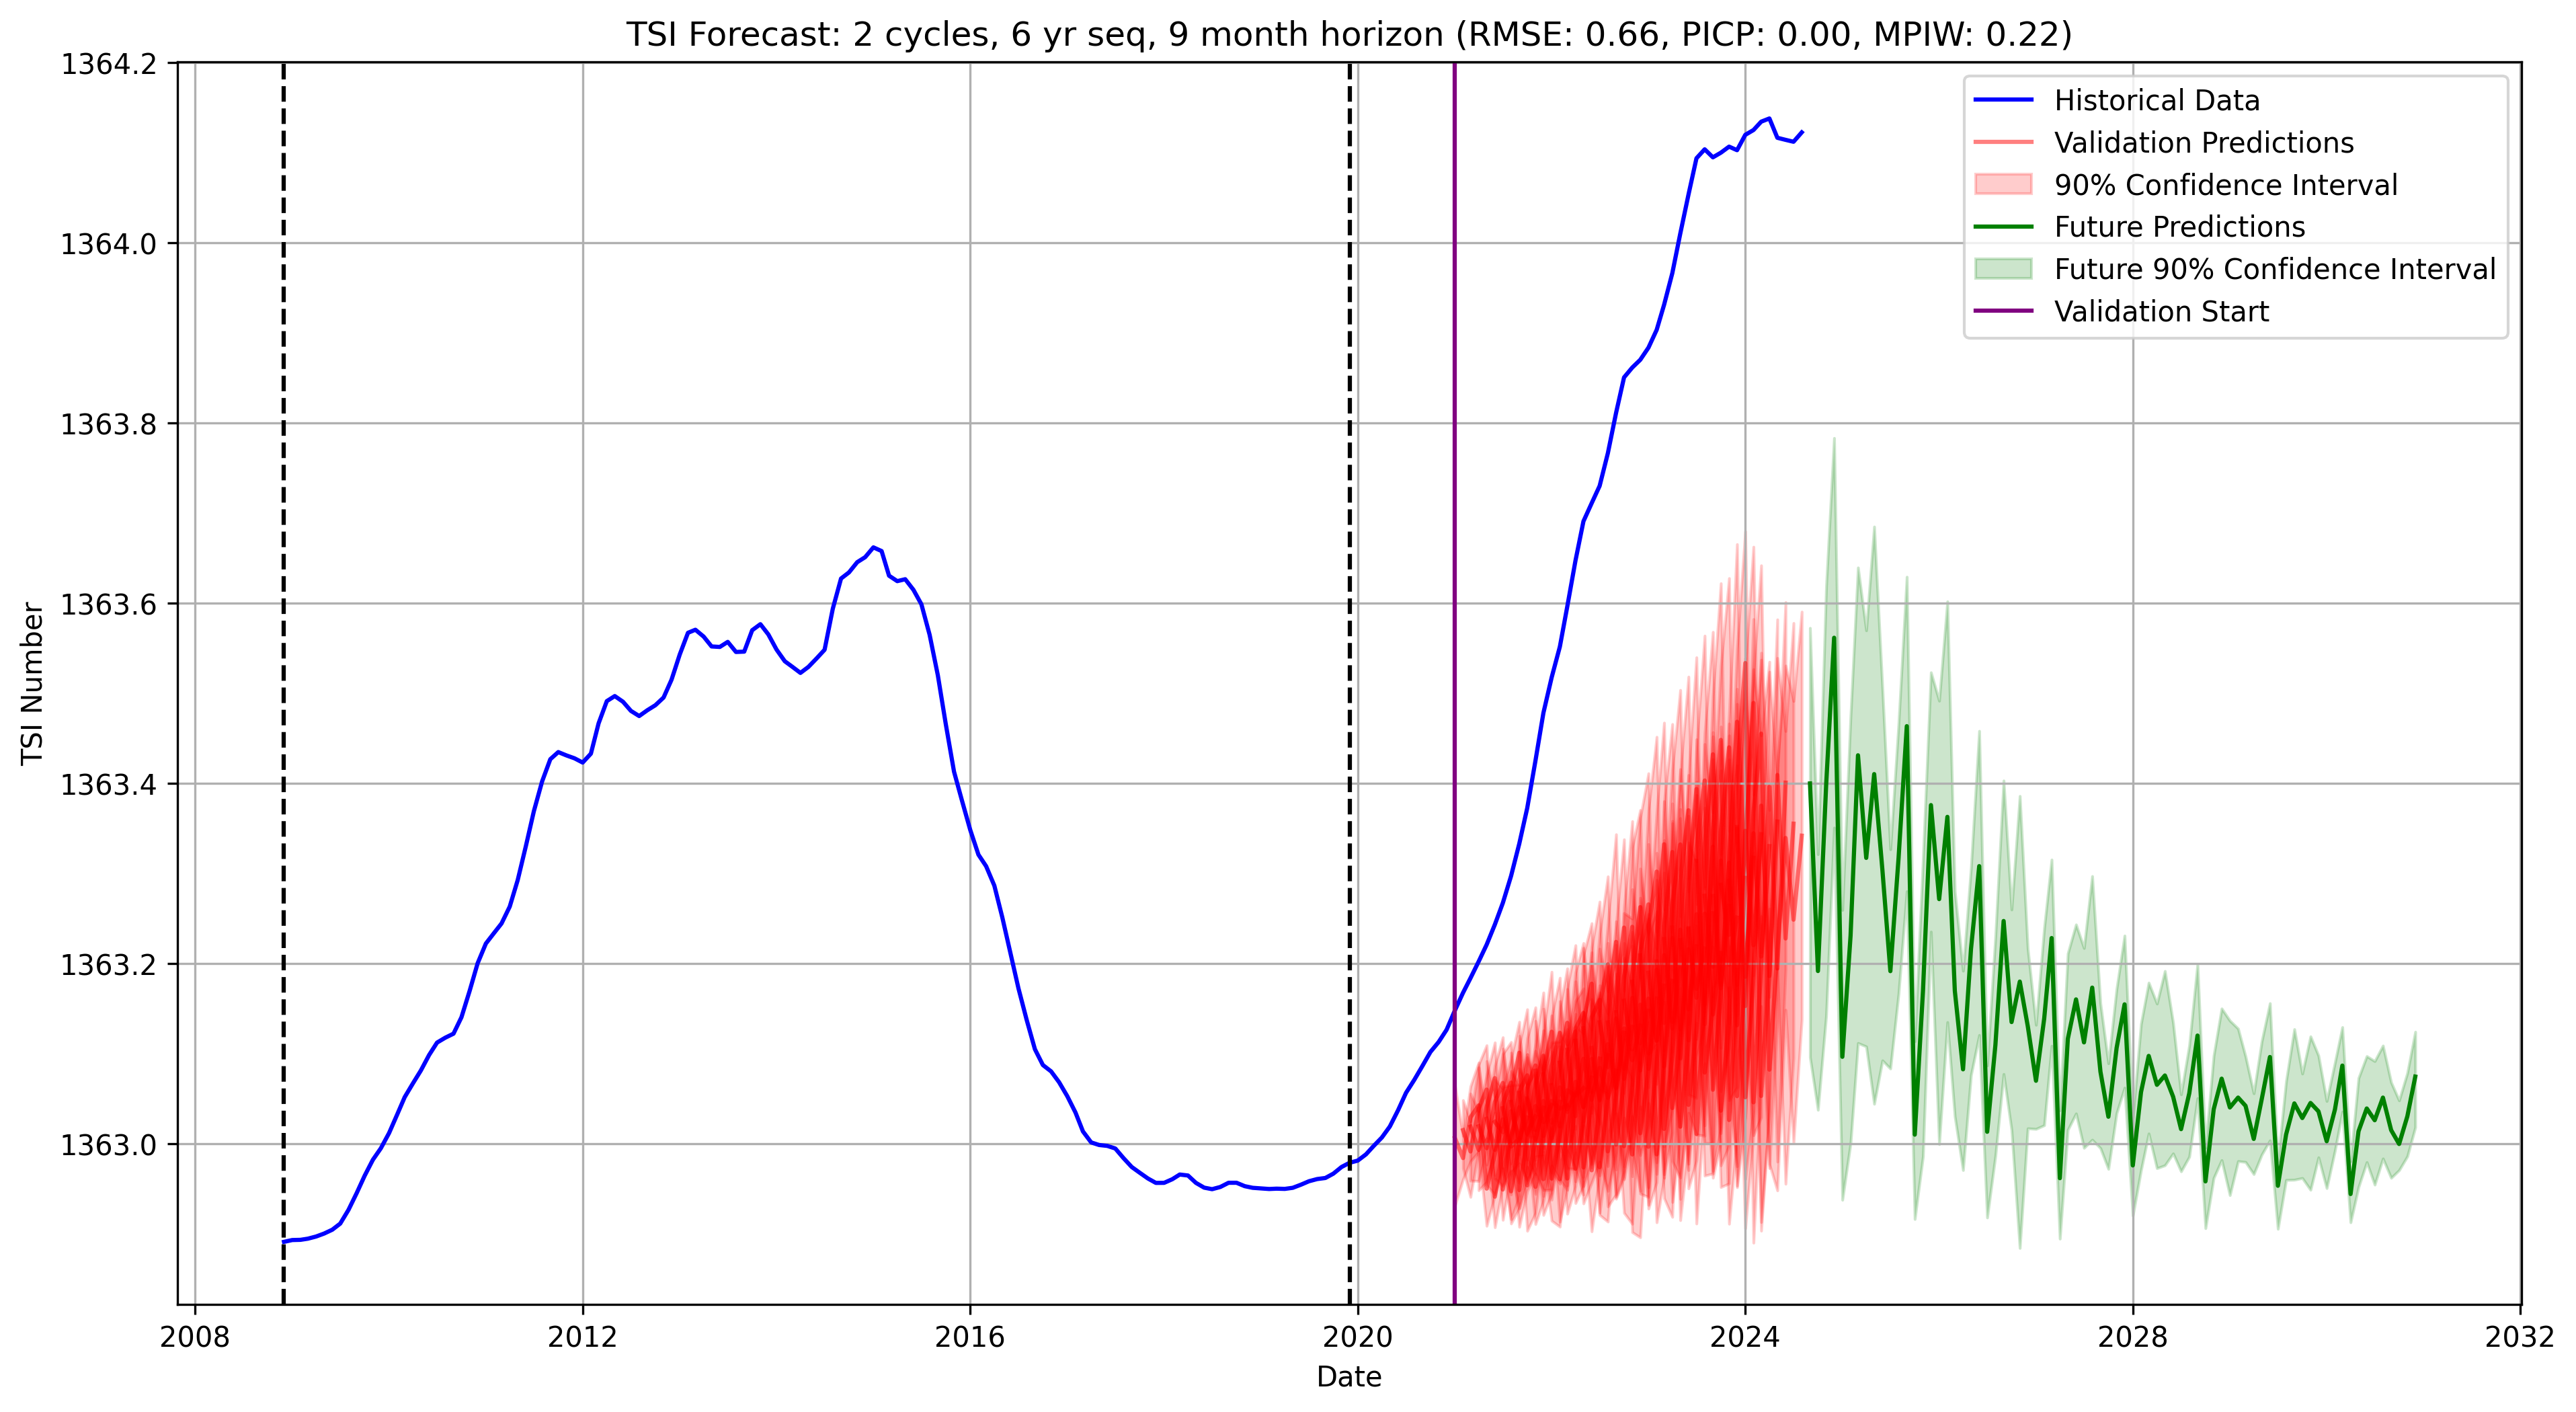 TSI Forecast: 2 cycles, 6 yr seq, 9 month horizon (RMSE: 0.66, PICP: 0.00, MPIW: 0.22)
1364.2
1364.0
1363.8
1363.6
1363.4
1363.2
1363.0
TSI Number
Historical Data
Validation Predictions
90% Confidence Interval
Future Predictions
Future 90% Confidence Interval
Validation Start
2008 2012 2016 2020 2024 2028 2032
Date